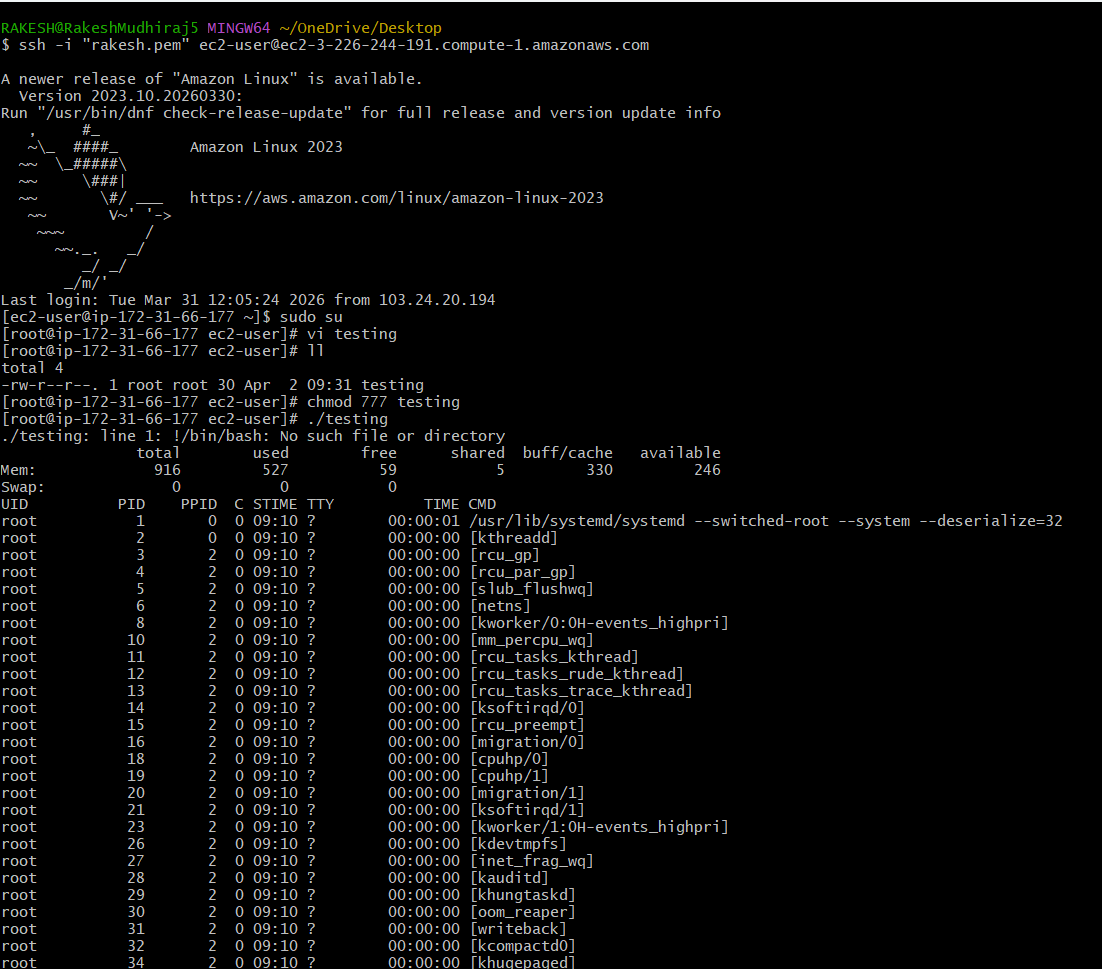 RAKESH@RakeshMudhiraj5 MINGW64 ~/OneDrive/Desktop
$ ssh -i "rakesh.pem" ec2-user@ec2-3-226-244-191.compute-1.amazonaws.com

A newer release of "Amazon Linux" is available.
  Version 2023.10.20260330:
Run "/usr/bin/dnf check-release-update" for full release and version update info
   ,     #_
   ~\_  ####_        Amazon Linux 2023
  ~~  \_#####\
  ~~     \###|
  ~~       \#/ ___   https://aws.amazon.com/linux/amazon-linux-2023
   ~~       V~' '->
    ~~~         /
      ~~._.   _/
         _/ _/
       _/m/'
Last login: Tue Mar 31 12:05:24 2026 from 103.24.20.194
[ec2-user@ip-172-31-66-177 ~]$ sudo su
[root@ip-172-31-66-177 ec2-user]# vi testing
[root@ip-172-31-66-177 ec2-user]# ll
total 4
-rw-r--r--. 1 root root 30 Apr  2 09:31 testing
[root@ip-172-31-66-177 ec2-user]# chmod 777 testing
[root@ip-172-31-66-177 ec2-user]# ./testing
./testing: line 1: !/bin/bash: No such file or directory
               total        used        free      shared  buff/cache   available
Mem:             916         527          59           5         330         246
Swap:              0           0           0
UID          PID    PPID  C STIME TTY          TIME CMD
root           1       0  0 09:10 ?        00:00:01 /usr/lib/systemd/systemd --switched-root --system --deserialize=32
root           2       0  0 09:10 ?        00:00:00 [kthreadd]
root           3       2  0 09:10 ?        00:00:00 [rcu_gp]
root           4       2  0 09:10 ?        00:00:00 [rcu_par_gp]
root           5       2  0 09:10 ?        00:00:00 [slub_flushwq]
root           6       2  0 09:10 ?        00:00:00 [netns]
root           8       2  0 09:10 ?        00:00:00 [kworker/0:0H-events_highpri]
root          10       2  0 09:10 ?        00:00:00 [mm_percpu_wq]
root          11       2  0 09:10 ?        00:00:00 [rcu_tasks_kthread]
root          12       2  0 09:10 ?        00:00:00 [rcu_tasks_rude_kthread]
root          13       2  0 09:10 ?        00:00:00 [rcu_tasks_trace_kthread]
root          14       2  0 09:10 ?        00:00:00 [ksoftirqd/0]
root          15       2  0 09:10 ?        00:00:00 [rcu_preempt]
root          16       2  0 09:10 ?        00:00:00 [migration/0]
root          18       2  0 09:10 ?        00:00:00 [cpuhp/0]
root          19       2  0 09:10 ?        00:00:00 [cpuhp/1]
root          20       2  0 09:10 ?        00:00:00 [migration/1]
root          21       2  0 09:10 ?        00:00:00 [ksoftirqd/1]
root          23       2  0 09:10 ?        00:00:00 [kworker/1:0H-events_highpri]
root          26       2  0 09:10 ?        00:00:00 [kdevtmpfs]
root          27       2  0 09:10 ?        00:00:00 [inet_frag_wq]
root          28       2  0 09:10 ?        00:00:00 [kauditd]
root          29       2  0 09:10 ?        00:00:00 [khungtaskd]
root          30       2  0 09:10 ?        00:00:00 [oom_reaper]
root          31       2  0 09:10 ?        00:00:00 [writeback]
root          32       2  0 09:10 ?        00:00:00 [kcompactd0]
root          34       2  0 09:10 ?        00:00:00 [khugepaged]